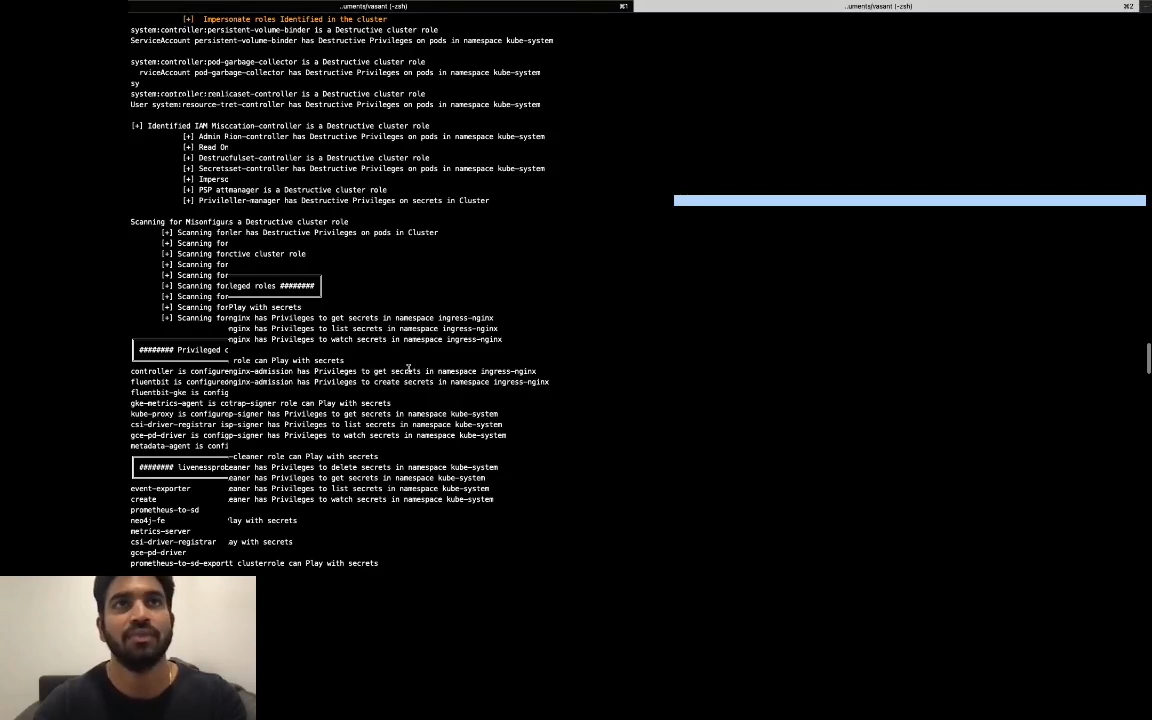 ..uments/vasant (-zsh)
⌘1
..uments/vasant (-zsh)
⌘2
[+] Impersonate roles Identified in the cluster
system:controller:persistent-volume-binder is a Destructive cluster role
ServiceAccount persistent-volume-binder has Destructive Privileges on pods in namespace kube-system
system:controller:pod-garbage-collector is a Destructive cluster role
rviceAccount pod-garbage-collector has Destructive Privileges on pods in namespace kube-system
sy
system:controller:replicaset-controller is a Destructive cluster role
User system:resource-tret-controller has Destructive Privileges on pods in namespace kube-system
[+] Identified IAM Misccation-controller is a Destructive cluster role
[+] Admin Rion-controller has Destructive Privileges on pods in namespace kube-system
[+] Read On
[+] Destrucfulset-controller is a Destructive cluster role
[+] Secretsset-controller has Destructive Privileges on pods in namespace kube-system
[+] Imperso
[+] PSP attmanager is a Destructive cluster role
[+] Privileller-manager has Destructive Privileges on secrets in Cluster
Scanning for Misonfigurs a Destructive cluster role
[+] Scanning forler has Destructive Privileges on pods in Cluster
[+] Scanning for
[+] Scanning forctive cluster role
[+] Scanning for
[+] Scanning for
[+] Scanning for.leged roles ########
[+] Scanning for
[+] Scanning forPlay with secrets
[+] Scanning fornginx has Privileges to get secrets in namespace ingress-nginx
nginx has Privileges to list secrets in namespace ingress-nginx
nginx has Privileges to watch secrets in namespace ingress-nginx
######## Privileged c
role can Play with secrets
controller is configurenginx-admission has Privileges to get secrets in namespace ingress-nginx
fluentbit is configurednginx-admission has Privileges to create secrets in namespace ingress-nginx
fluentbit-gke is config
gke-metrics-agent is cotrap-signer role can Play with secrets
kube-proxy is configurep-signer has Privileges to get secrets in namespace kube-system
csi-driver-registrar isp-signer has Privileges to list secrets in namespace kube-system
gce-pd-driver is configp-signer has Privileges to watch secrets in namespace kube-system
metadata-agent is confi
-cleaner role can Play with secrets
######## livenessprobeaner has Privileges to delete secrets in namespace kube-system
eaner has Privileges to get secrets in namespace kube-system
event-exporter eaner has Privileges to list secrets in namespace kube-system
create eaner has Privileges to watch secrets in namespace kube-system
prometheus-to-sd
neo4j-fe lay with secrets
metrics-server
csi-driver-registrar ay with secrets
gce-pd-driver
prometheus-to-sd-exportt clusterrole can Play with secrets